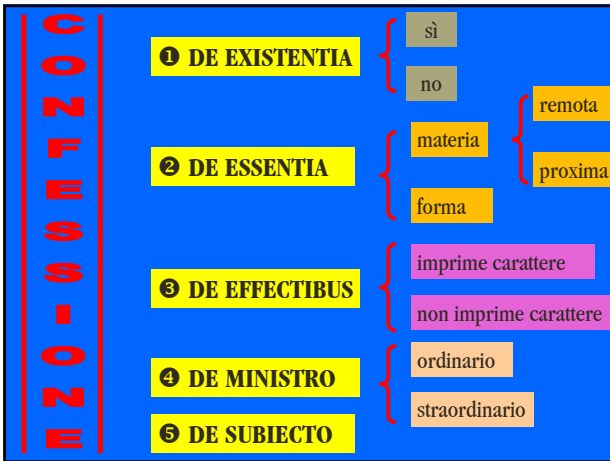 CONFESSIONE
❶ DE EXISTENTIA
sì
no
❷ DE ESSENTIA
materia
remota
proxima
forma
❸ DE EFFECTIBUS
imprime carattere
non imprime carattere
❹ DE MINISTRO
ordinario
straordinario
❺ DE SUBIECTO